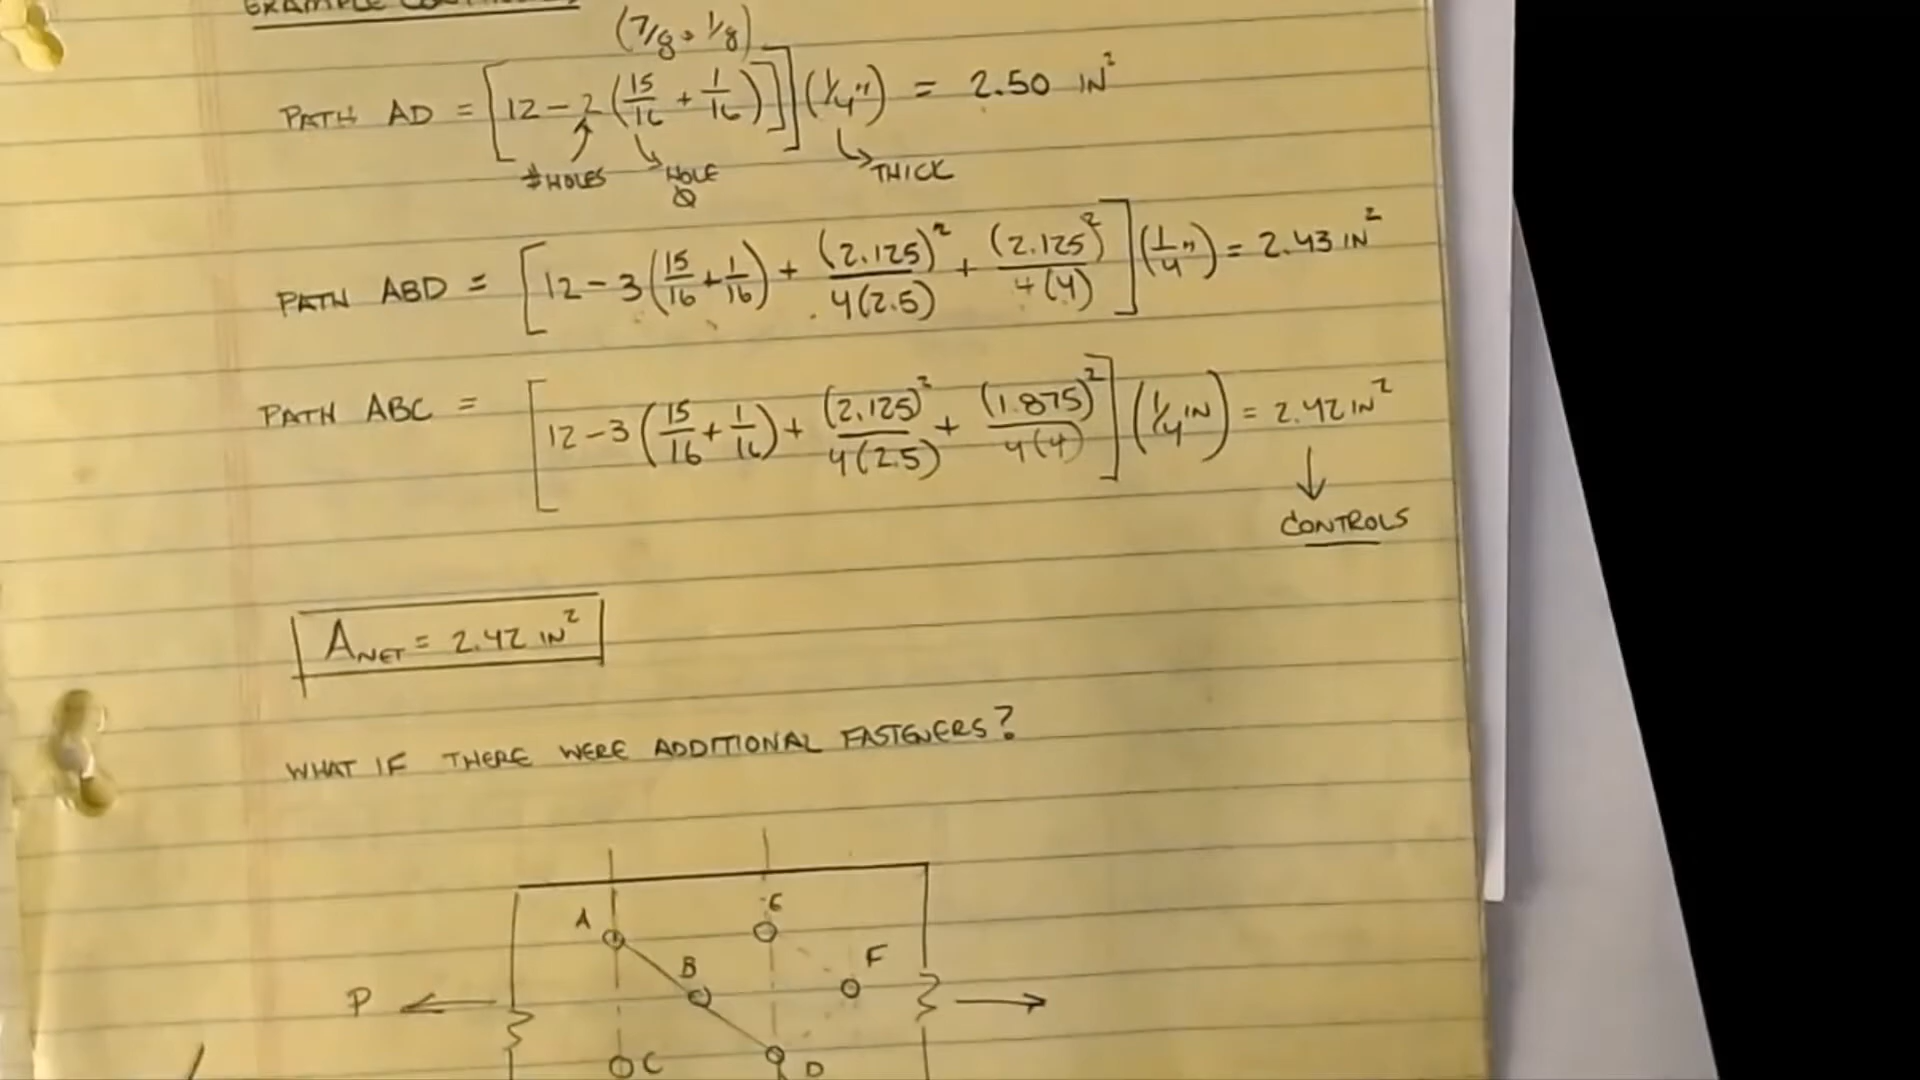 EXAMPLE
(7/8 + 1/8)
PATH AD = [12 - 2 (15/16 + 1/16)] (1/4") = 2.50 IN²
# HOLES HOLE Ø THICK
PATH ABD = [12 - 3 (15/16 + 1/16) + (2.125)²/4(2.5) + (2.125)²/4(4)] (1/4") = 2.43 IN²
PATH ABC = [12 - 3 (15/16 + 1/16) + (2.125)²/4(2.5) + (1.875)²/4(4)] (1/4 IN) = 2.42 IN²
CONTROLS
A NET = 2.42 IN²
WHAT IF THERE WERE ADDITIONAL FASTENERS?
A
B F
P
C D